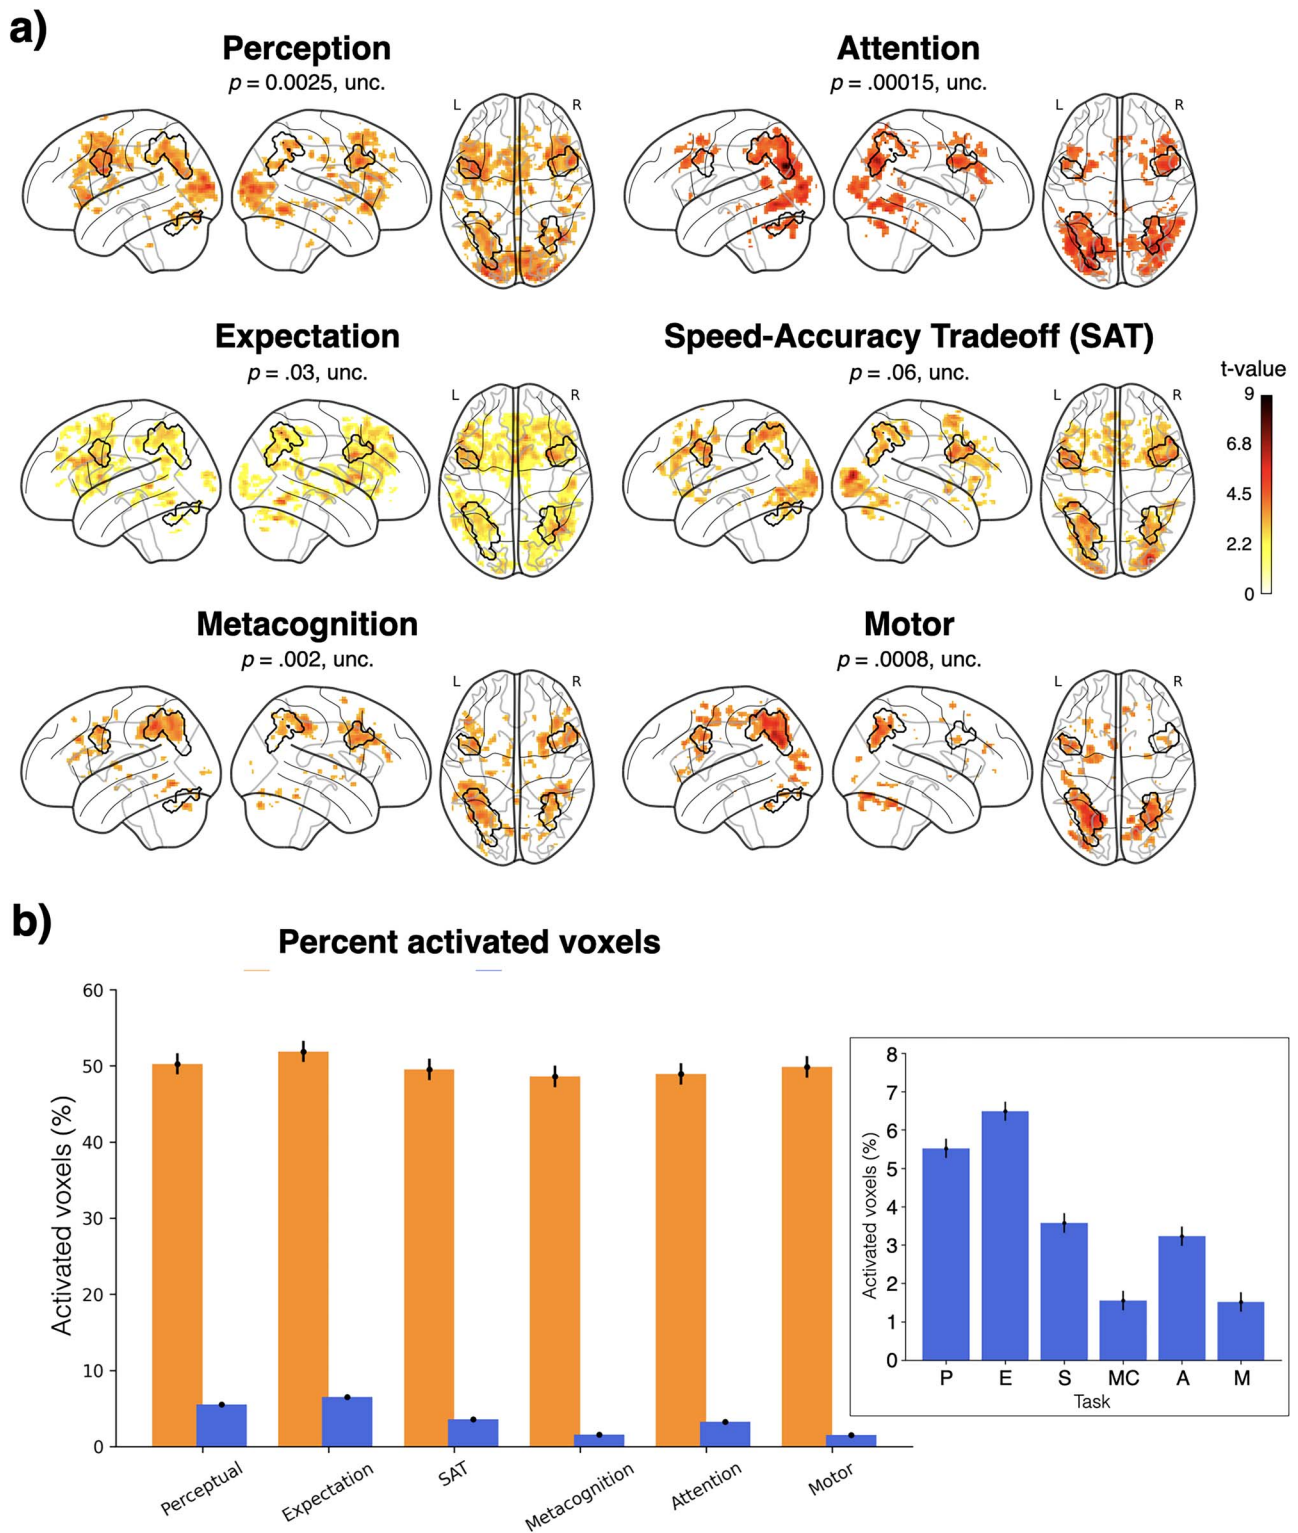 a)
Perception
p = 0.0025, unc.
L R
Attention
p = .00015, unc.
L R
Expectation
p = .03, unc.
L R
Speed-Accuracy Tradeoff (SAT)
p = .06, unc.
L R
t-value
9
6.8
4.5
2.2
0
Metacognition
p = .002, unc.
L R
Motor
p = .0008, unc.
L R
b)
Percent activated voxels
Activated voxels (%)
60
50
40
30
20
10
0
Perceptual
Expectation
SAT
Metacognition
Attention
Motor
Activated voxels (%)
8
7
6
5
4
3
2
1
0
P E S MC A M
Task